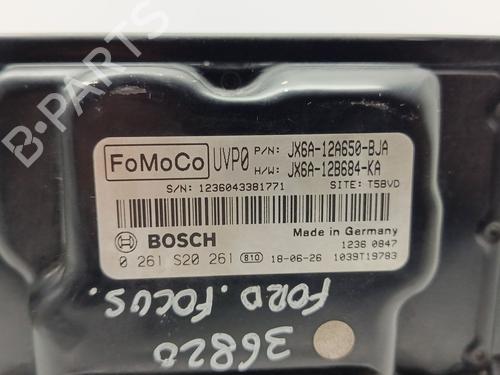 FoMoCo UVP0 P/N: JX6A-12A650-BJA
H/W: JX6A-12B684-KA
S/N: 1236043381771 SITE: T5BVD
BOSCH Made in Germany
1236 0847
0 261 S20 261 810 18-06-26 1039T19783
FORD. FOCUS.
36820
B-PARTS